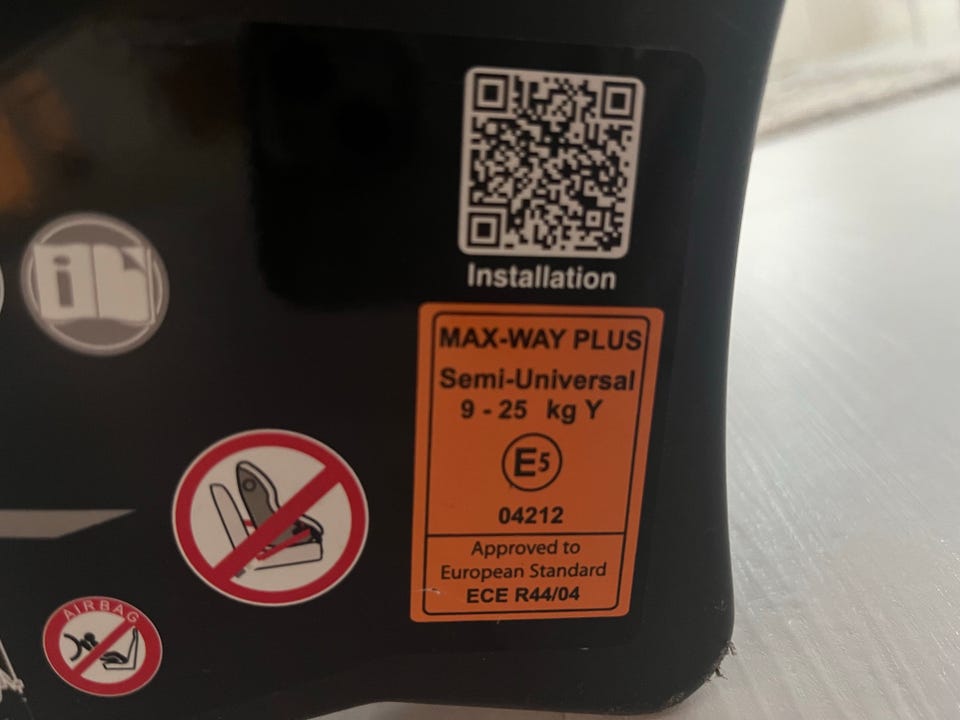 Installation
MAX-WAY PLUS
Semi-Universal
9 - 25 kg Y
E5
04212
Approved to
European Standard
ECE R44/04
i
AIRBAG